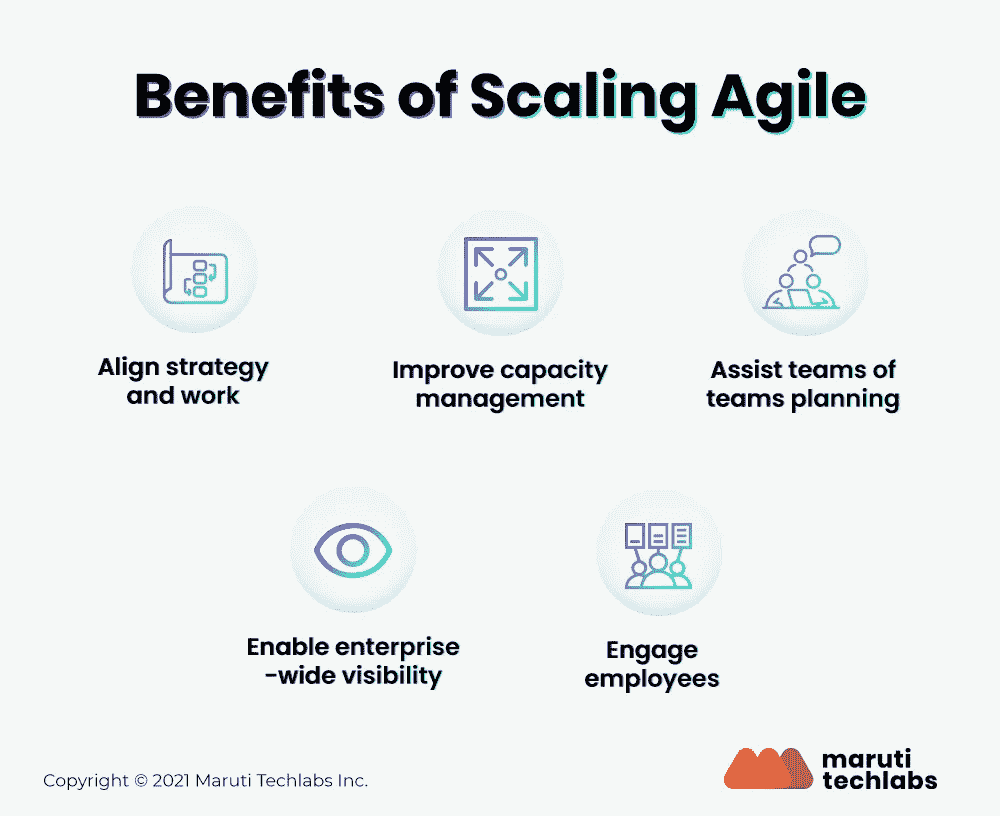 Benefits of Scaling Agile
Align strategy
and work
Improve capacity
management
Assist teams of
teams planning
Enable enterprise
-wide visibility
Engage
employees
Copyright © 2021 Maruti Techlabs Inc.
maruti
techlabs